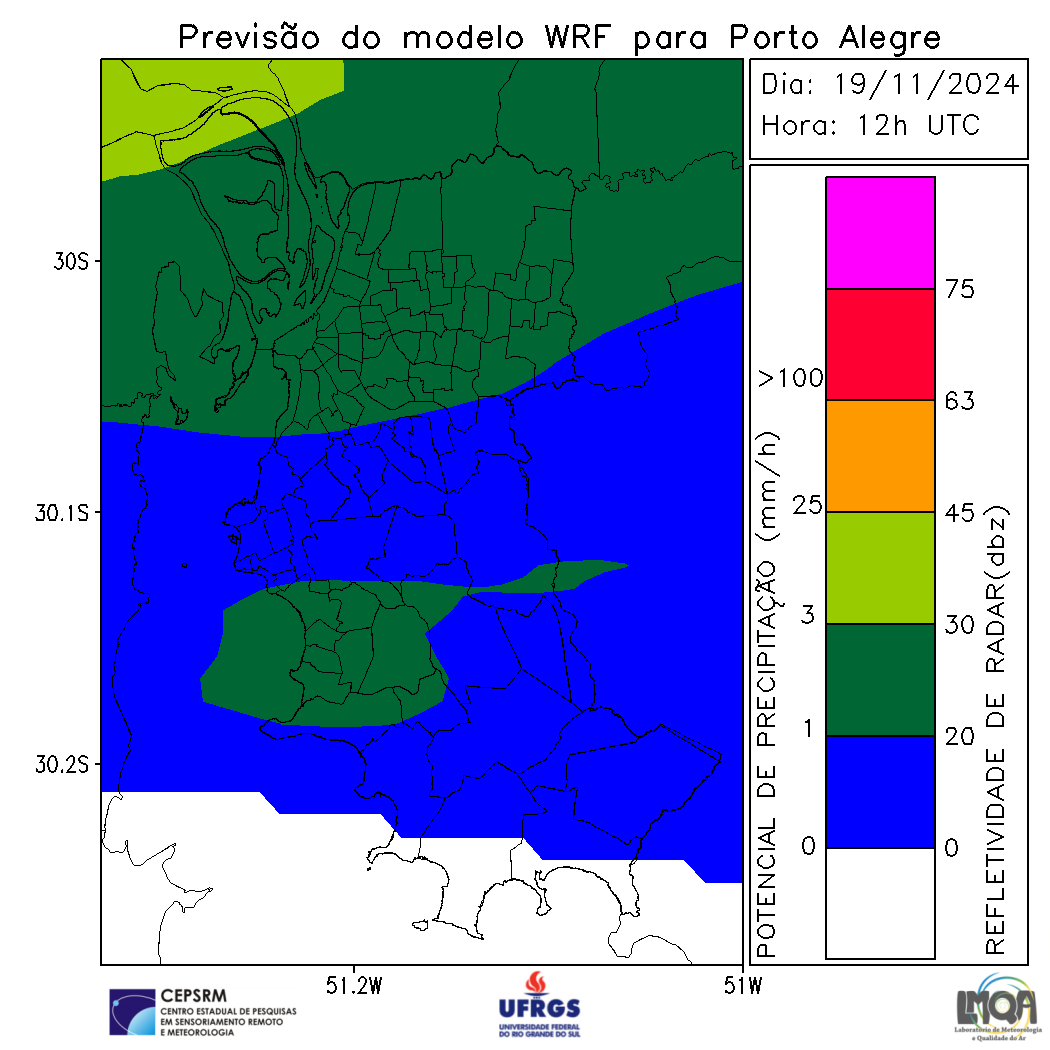 Previsão do modelo WRF para Porto Alegre
Dia: 19/11/2024
Hora: 12h UTC
30S
30.1S
30.2S
51.2W
51W
POTENCIAL DE PRECIPITAÇÃO (mm/h)
>100
25
3
1
0
75
63
45
30
20
0
REFLETIVIDADE DE RADAR(dbz)
CEPSRM
CENTRO ESTADUAL DE PESQUISAS
EM SENSORIAMENTO REMOTO
E METEOROLOGIA
UFRGS
UNIVERSIDADE FEDERAL
DO RIO GRANDE DO SUL
LMQA
Laboratório de Meteorologia
e Qualidade do Ar